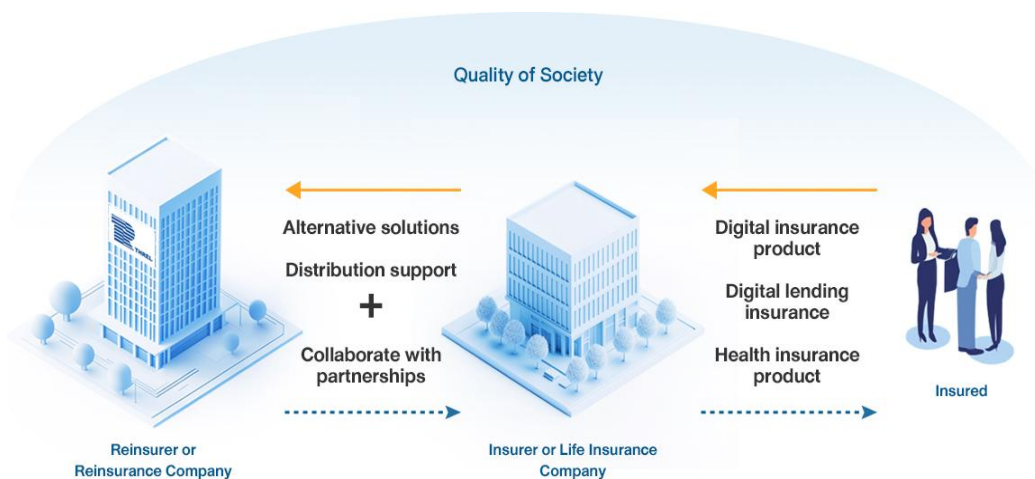 Quality of Society
THREL
Alternative solutions
Distribution support
+
Collaborate with
partnerships
Digital insurance
product
Digital lending
insurance
Health insurance
product
Reinsurer or
Reinsurance Company
Insurer or Life Insurance
Company
Insured